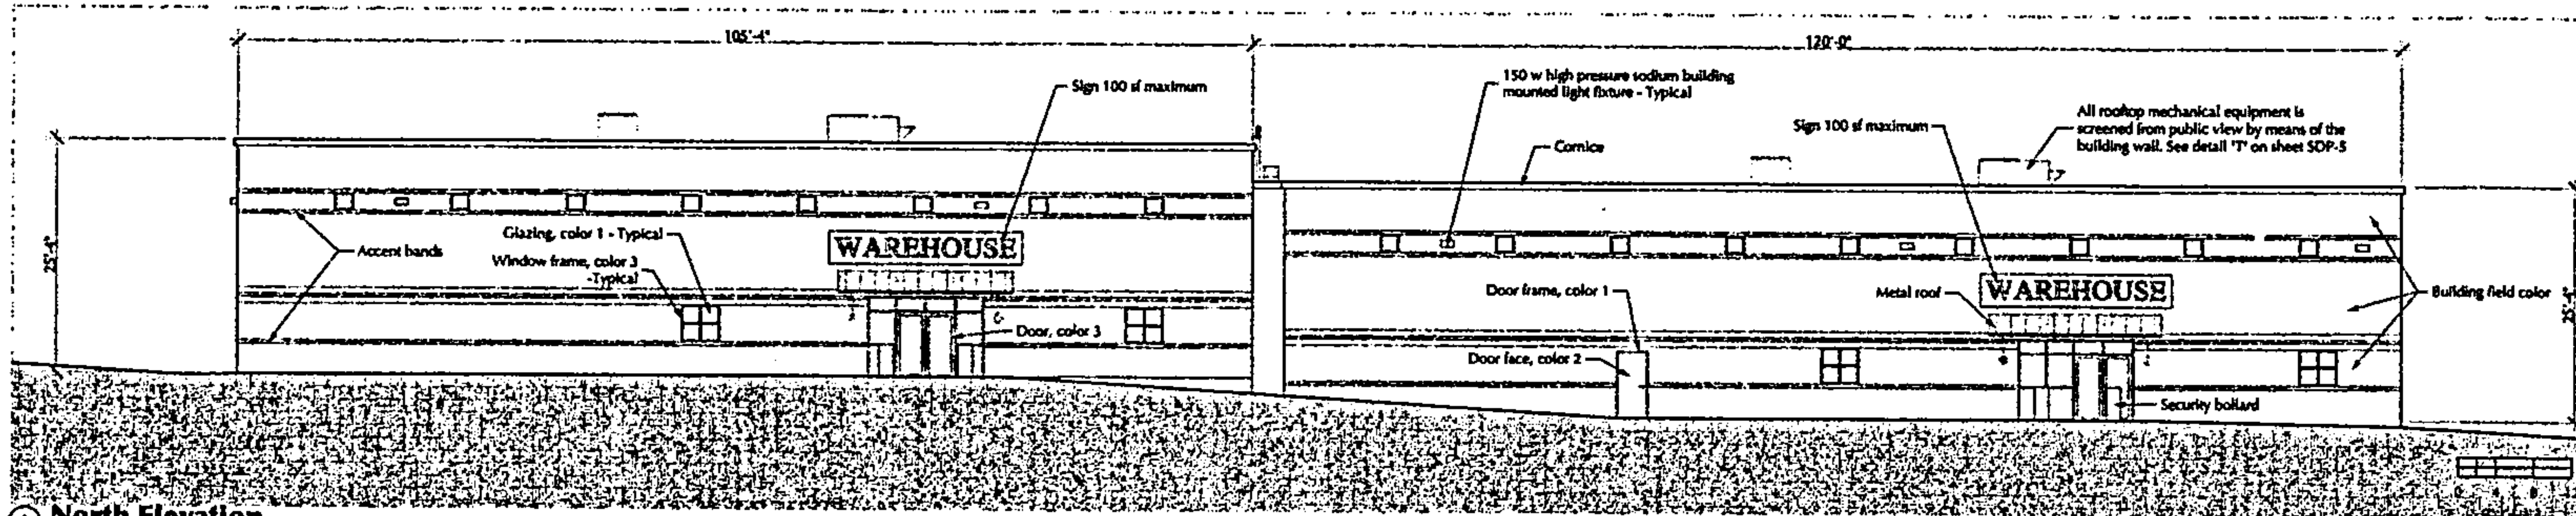 105'-4"
120'-0"
Sign 100 sf maximum
150 w high pressure sodium building
mounted light fixture - Typical
Sign 100 sf maximum
All rooftop mechanical equipment is
screened from public view by means of the
building wall. See detail 'T' on sheet SDP-5
Cornice
25'-4"
Accent bands
Glazing, color 1 - Typical
Window frame, color 3
-Typical
WAREHOUSE
Door, color 3
Door frame, color 1
Door face, color 2
Metal roof
WAREHOUSE
Building field color
Security bollard
North Elevation